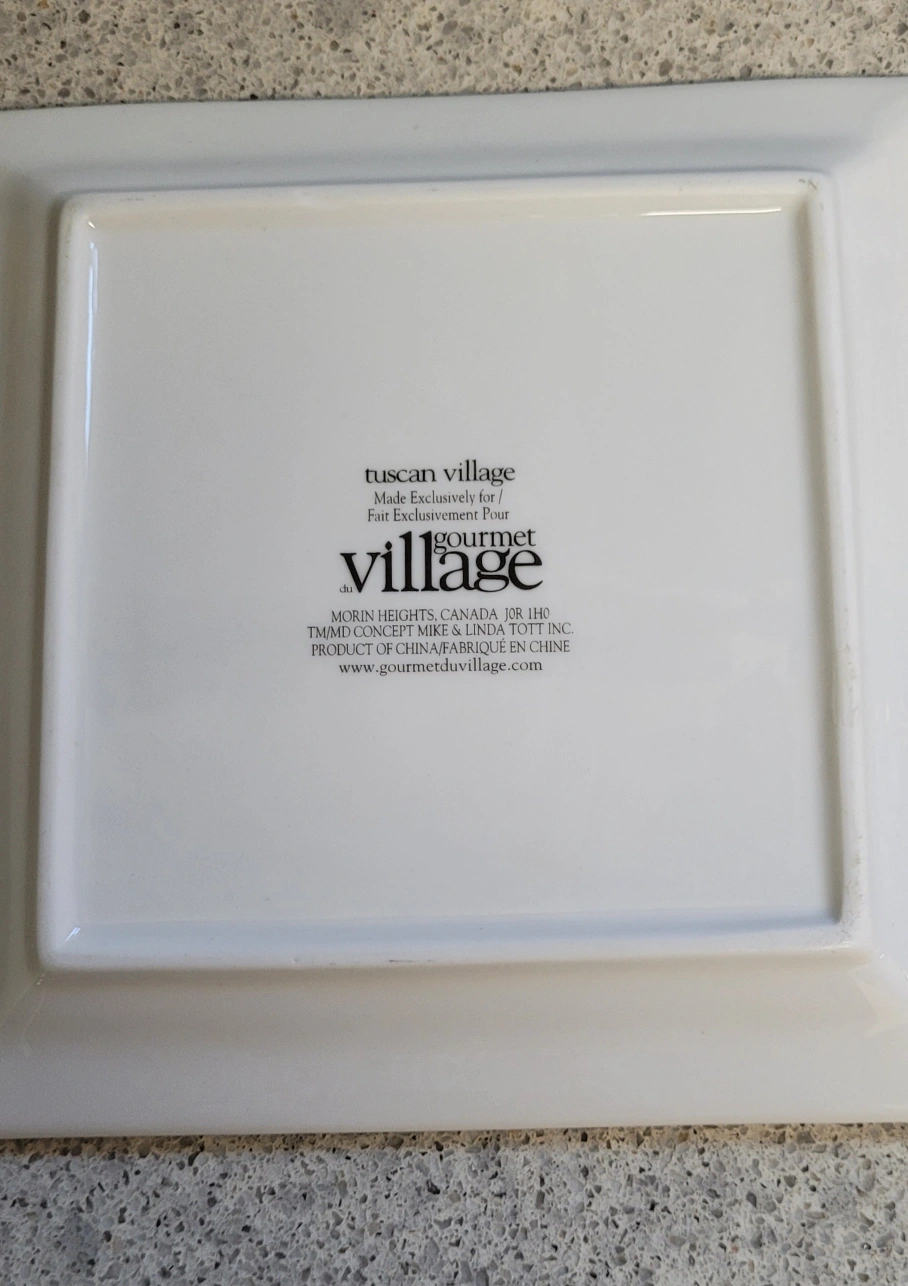 tuscan village
Made Exclusively for /
Fait Exclusivement Pour
gourmet
du village
MORIN HEIGHTS, CANADA J0R 1H0
TM/MD CONCEPT MIKE & LINDA TOTT INC.
PRODUCT OF CHINA/FABRIQUÉ EN CHINE
www.gourmetduvillage.com